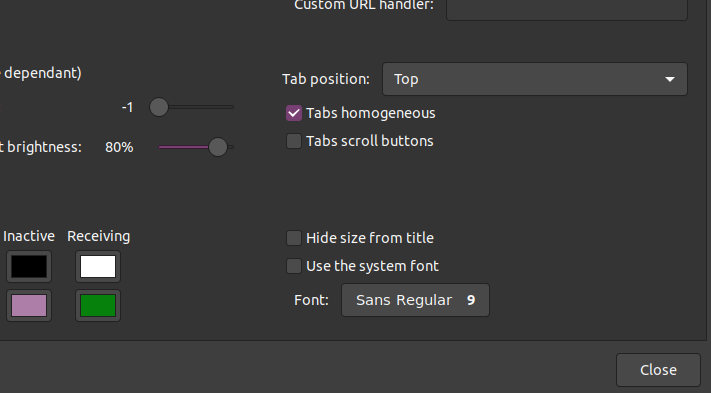 Custom URL handler:
dependant)
Tab position: Top
-1
Tabs homogeneous
Tabs scroll buttons
brightness: 80%
Inactive Receiving
Hide size from title
Use the system font
Font: Sans Regular 9
Close